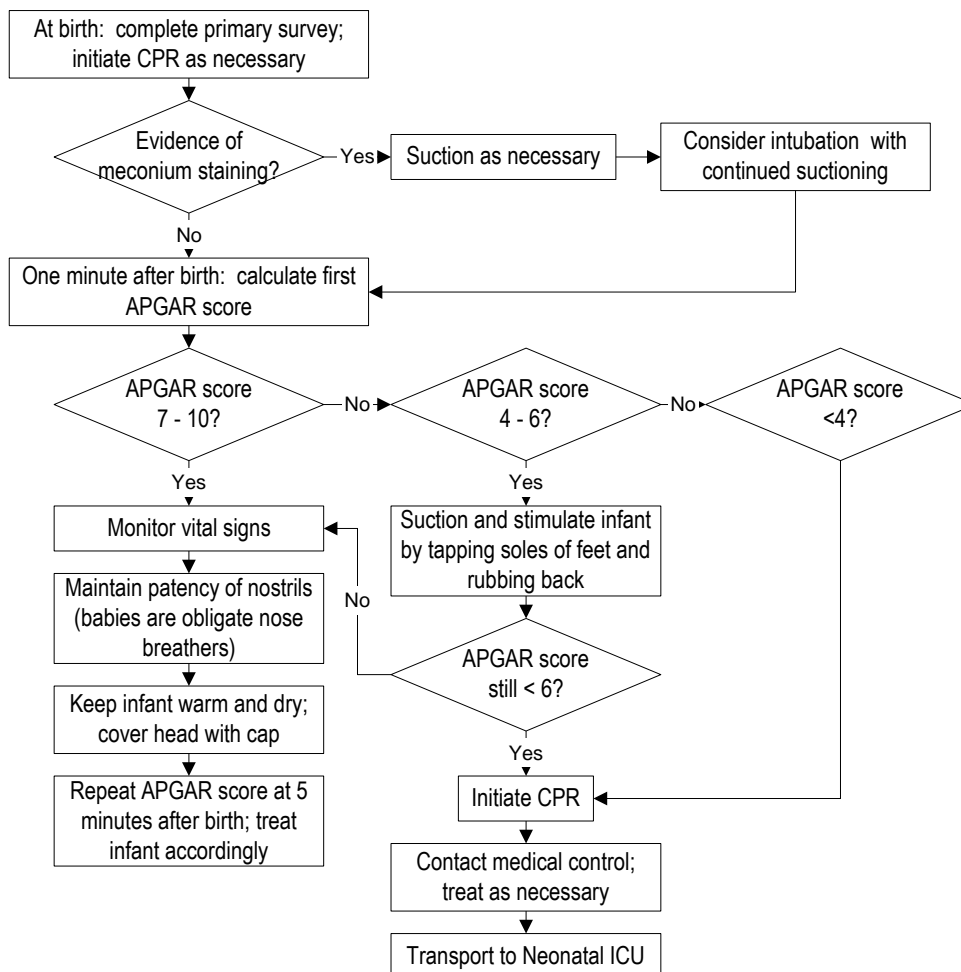 At birth:  complete primary survey;
initiate CPR as necessary
Evidence of
meconium staining?
Yes
Suction as necessary
Consider intubation  with
continued suctioning
No
One minute after birth:  calculate first
APGAR score
APGAR score
7 - 10?
No
APGAR score
4 - 6?
No
APGAR score
<4?
Yes
Yes
Monitor vital signs
Suction and stimulate infant
by tapping soles of feet and
rubbing back
Maintain patency of nostrils
(babies are obligate nose
breathers)
No
APGAR score
still < 6?
Keep infant warm and dry;
cover head with cap
Yes
Repeat APGAR score at 5
minutes after birth; treat
infant accordingly
Initiate CPR
Contact medical control;
treat as necessary
Transport to Neonatal ICU